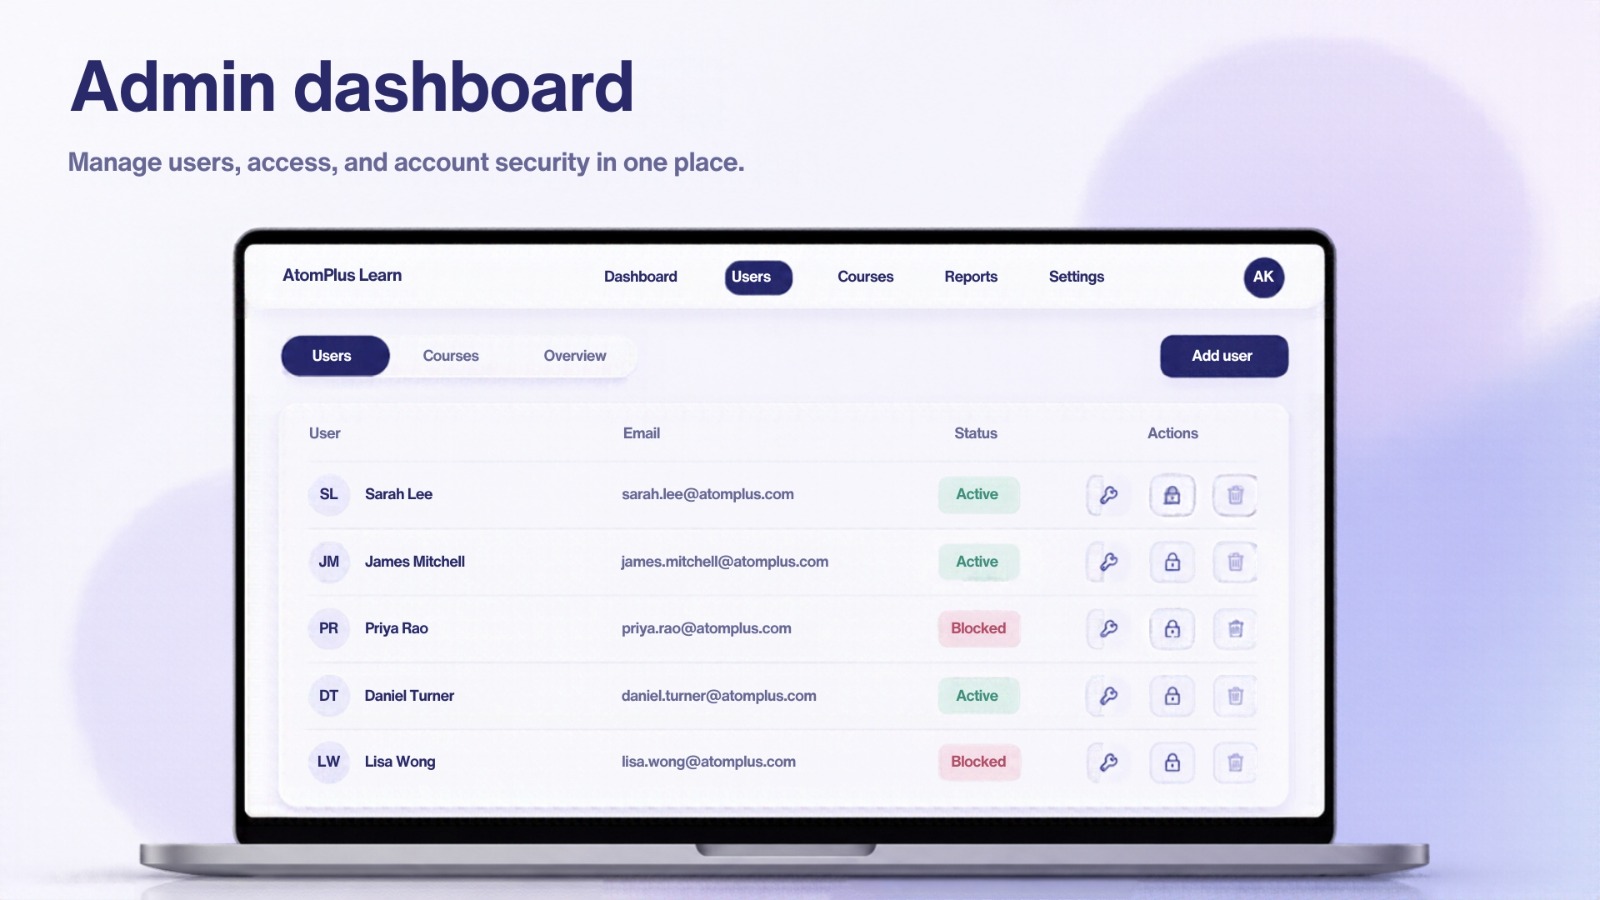 Admin dashboard
Manage users, access, and account security in one place.
AtomPlus Learn Dashboard Users Courses Reports Settings AK
Users Courses Overview Add user
User Email Status Actions
SL Sarah Lee sarah.lee@atomplus.com Active
JM James Mitchell james.mitchell@atomplus.com Active
PR Priya Rao priya.rao@atomplus.com Blocked
DT Daniel Turner daniel.turner@atomplus.com Active
LW Lisa Wong lisa.wong@atomplus.com Blocked